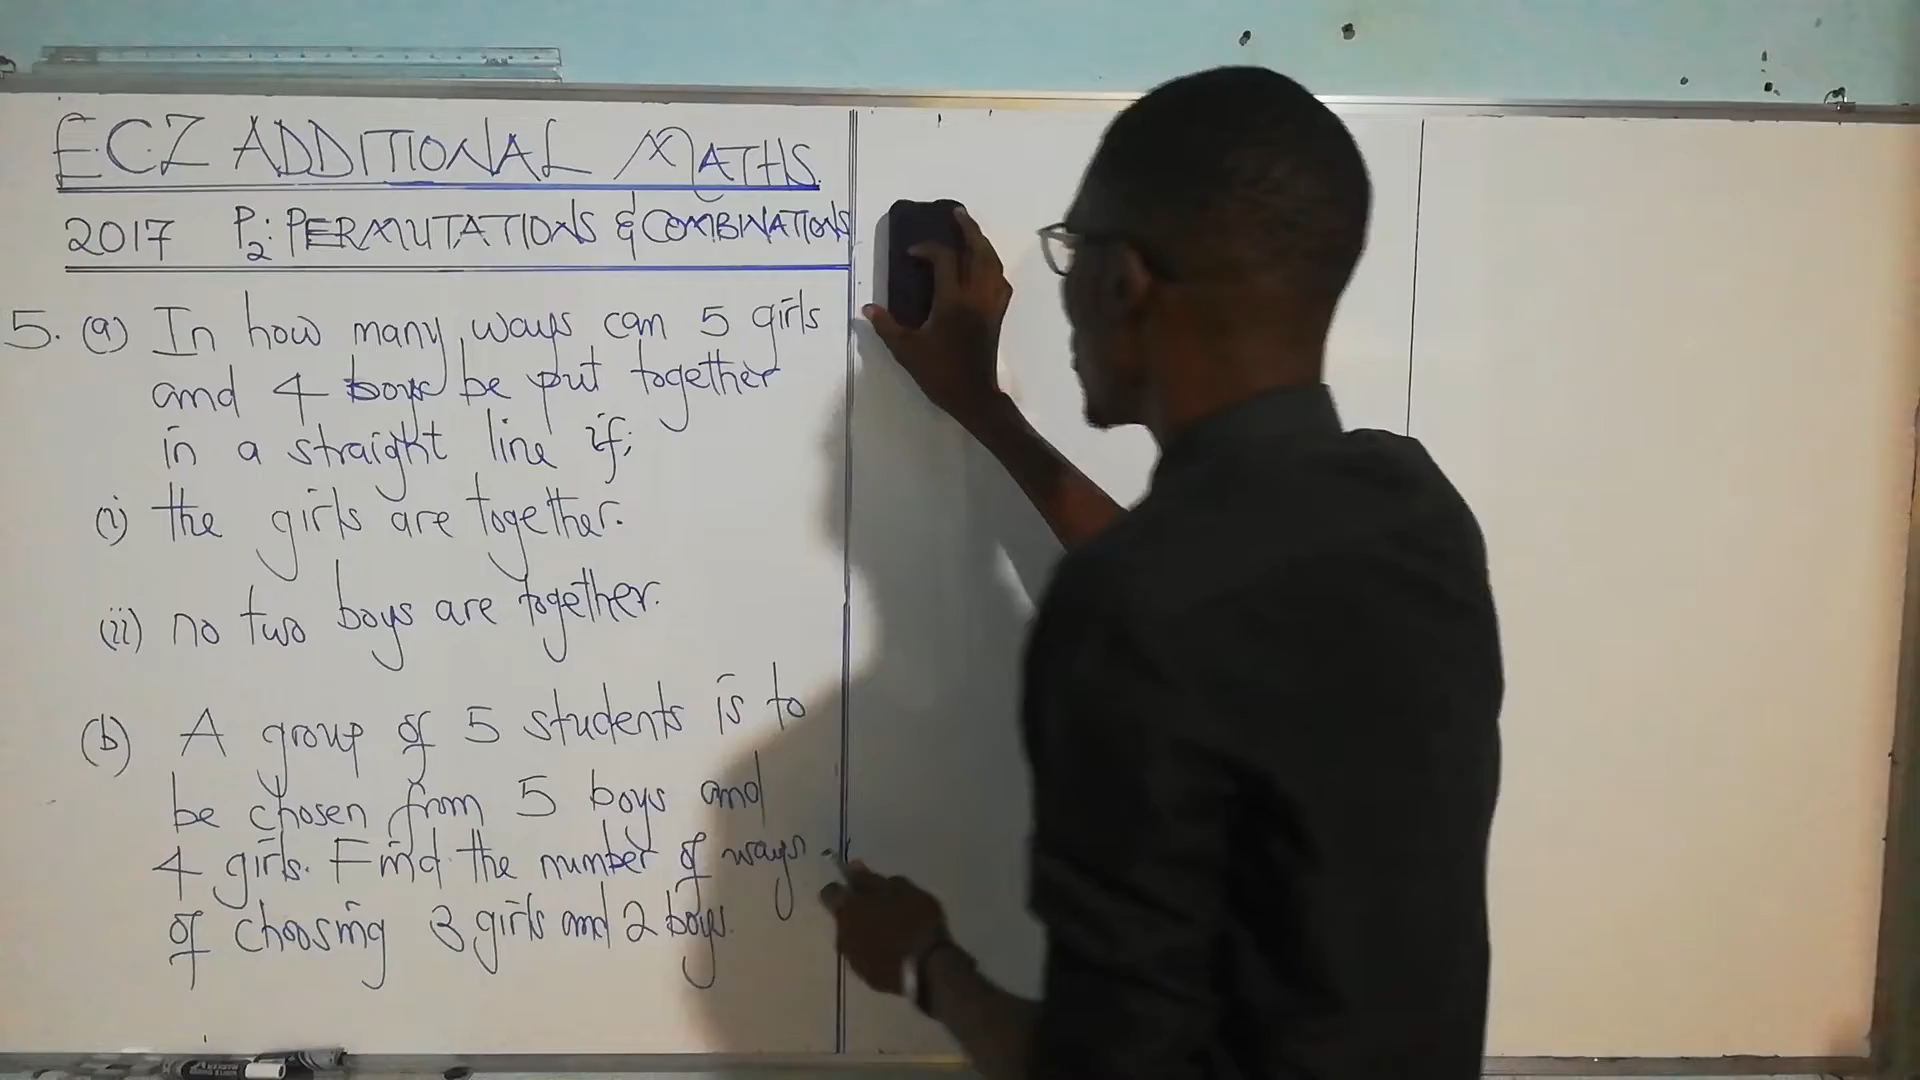 E.C.Z ADDITIONAL MATHS.
2017 P2: PERMUTATIONS & COMBINATIONS
5. (a) In how many ways can 5 girls
and 4 boys be put together
in a straight line if;
(i) the girls are together.
(ii) no two boys are together.
(b) A group of 5 students is to
be chosen from 5 boys and
4 girls. Find the number of ways
of choosing 3 girls and 2 boys.